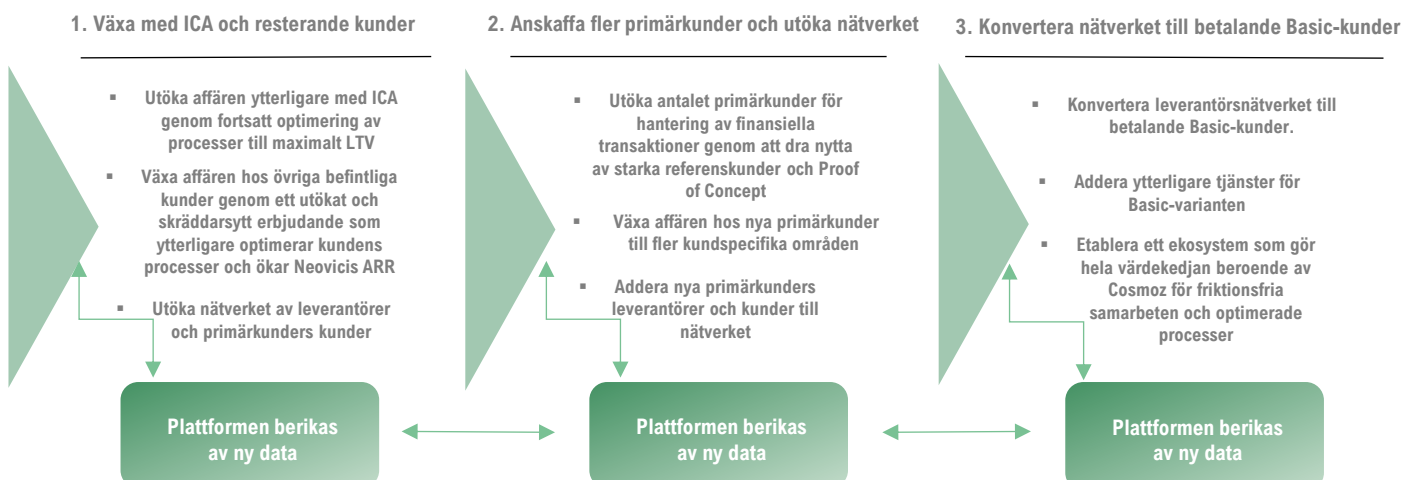 1. Växa med ICA och resterande kunder
▪ Utöka affären ytterligare med ICA
genom fortsatt optimering av
processer till maximalt LTV
▪ Växa affären hos övriga befintliga
kunder genom ett utökat och
skräddarsytt erbjudande som
ytterligare optimerar kundens
processer och ökar Neovicis ARR
▪ Utöka nätverket av leverantörer
och primärkunders kunder
Plattformen berikas
av ny data
2. Anskaffa fler primärkunder och utöka nätverket
▪ Utöka antalet primärkunder för
hantering av finansiella
transaktioner genom att dra nytta
av starka referenskunder och Proof
of Concept
▪ Växa affären hos nya primärkunder
till fler kundspecifika områden
▪ Addera nya primärkunders
leverantörer och kunder till
nätverket
Plattformen berikas
av ny data
3. Konvertera nätverket till betalande Basic-kunder
▪ Konvertera leverantörsnätverket till
betalande Basic-kunder.
▪ Addera ytterligare tjänster för
Basic-varianten
▪ Etablera ett ekosystem som gör
hela värdekedjan beroende av
Cosmoz för friktionsfria
samarbeten och optimerade
processer
Plattformen berikas
av ny data